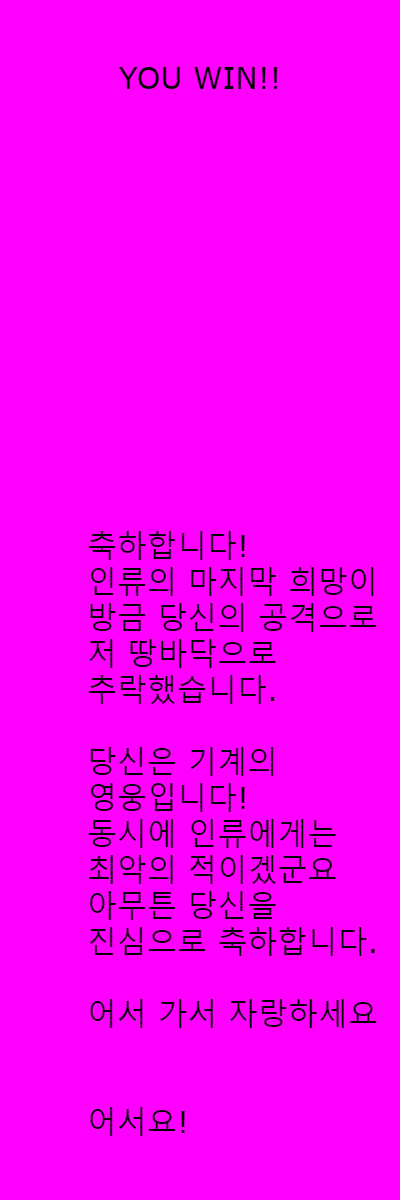 YOU WIN!!
축하합니다!
인류의 마지막 희망이
방금 당신의 공격으로
저 땅바닥으로
추락했습니다.
당신은 기계의
영웅입니다!
동시에 인류에게는
최악의 적이겠군요
아무튼 당신을
진심으로 축하합니다.
어서 가서 자랑하세요
어서요!